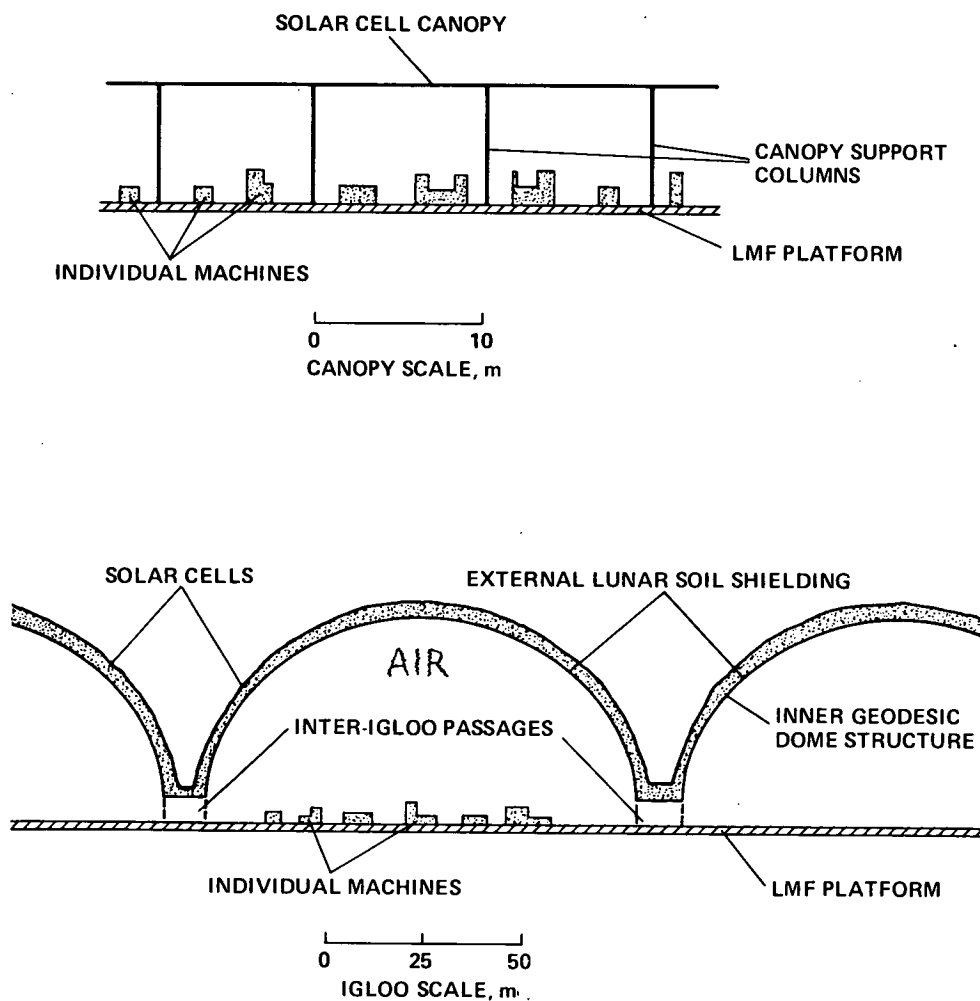 SOLAR CELL CANOPY
CANOPY SUPPORT
COLUMNS
LMF PLATFORM
INDIVIDUAL MACHINES
0 10
CANOPY SCALE, m
SOLAR CELLS
EXTERNAL LUNAR SOIL SHIELDING
AIR
INTER-IGLOO PASSAGES
INNER GEODESIC
DOME STRUCTURE
INDIVIDUAL MACHINES
LMF PLATFORM
0 25 50
IGLOO SCALE, m